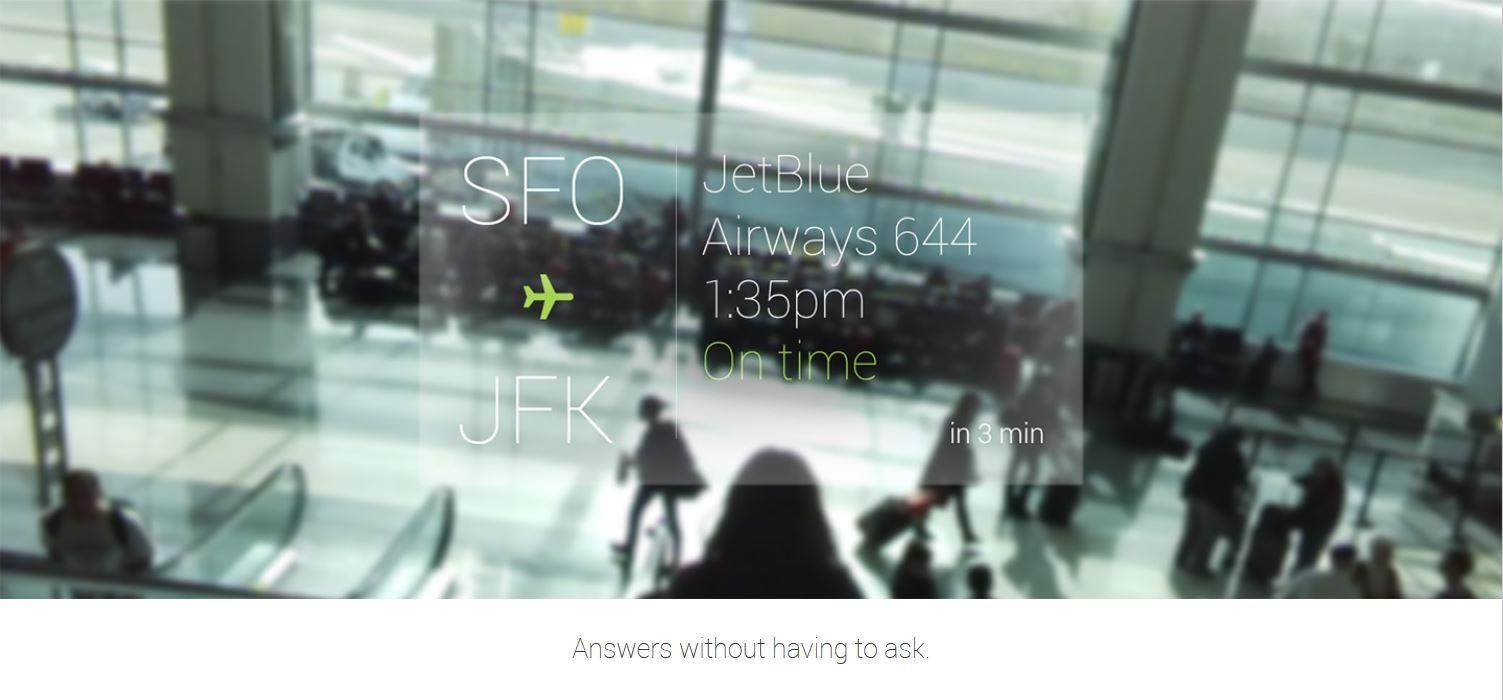 SFO
JFK
JetBlue
Airways 644
1:35pm
On time
in 3 min
Answers without having to ask.